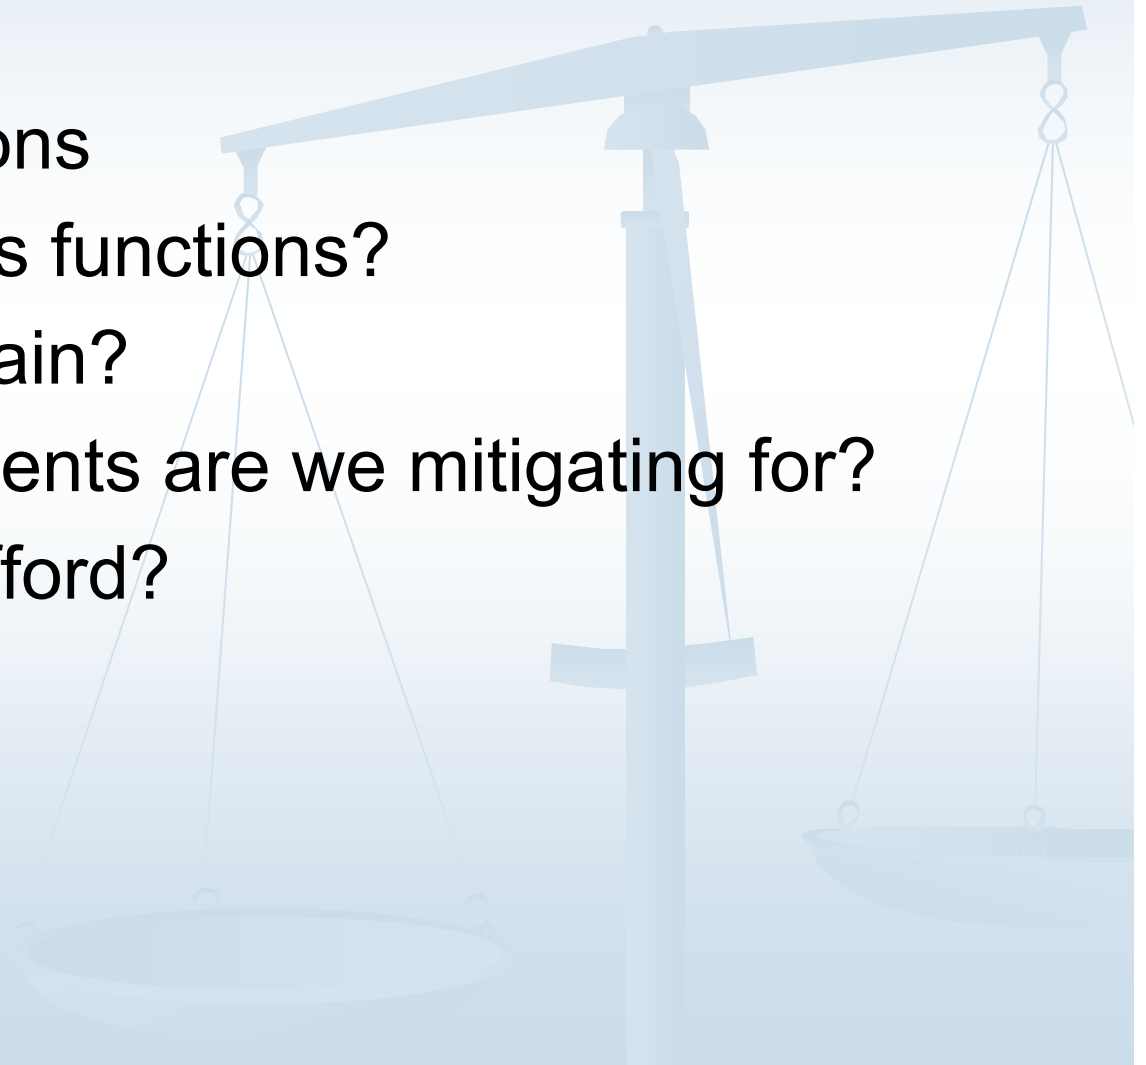 ons
s functions?
ain?
ents are we mitigating for?
fford?